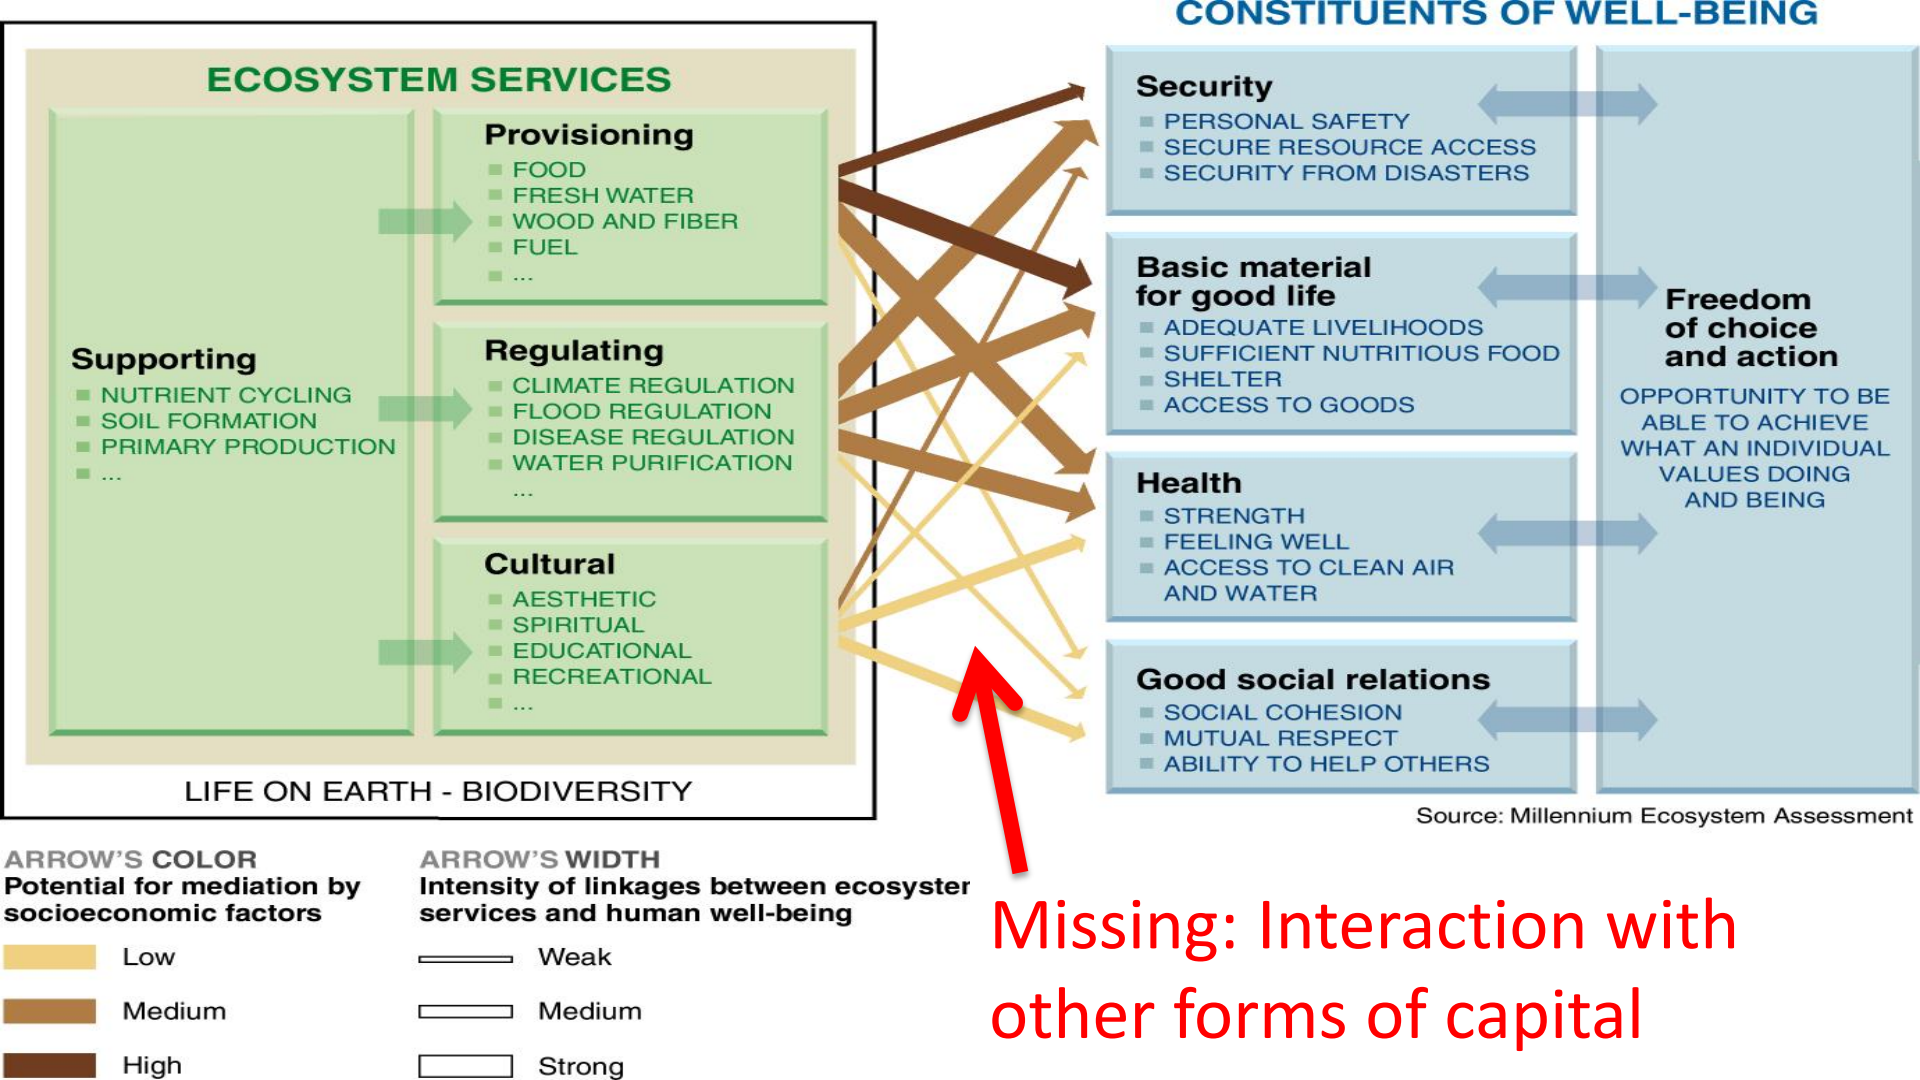 CONSTITUENTS OF WELL-BEING
ECOSYSTEM SERVICES
Supporting
NUTRIENT CYCLING
SOIL FORMATION
PRIMARY PRODUCTION
...
Provisioning
FOOD
FRESH WATER
WOOD AND FIBER
FUEL
...
Regulating
CLIMATE REGULATION
FLOOD REGULATION
DISEASE REGULATION
WATER PURIFICATION
...
Cultural
AESTHETIC
SPIRITUAL
EDUCATIONAL
RECREATIONAL
...
LIFE ON EARTH - BIODIVERSITY
Security
PERSONAL SAFETY
SECURE RESOURCE ACCESS
SECURITY FROM DISASTERS
Basic material
for good life
ADEQUATE LIVELIHOODS
SUFFICIENT NUTRITIOUS FOOD
SHELTER
ACCESS TO GOODS
Health
STRENGTH
FEELING WELL
ACCESS TO CLEAN AIR
AND WATER
Good social relations
SOCIAL COHESION
MUTUAL RESPECT
ABILITY TO HELP OTHERS
Freedom
of choice
and action
OPPORTUNITY TO BE
ABLE TO ACHIEVE
WHAT AN INDIVIDUAL
VALUES DOING
AND BEING
Source: Millennium Ecosystem Assessment
ARROW'S COLOR
Potential for mediation by
socioeconomic factors
Low
Medium
High
ARROW'S WIDTH
Intensity of linkages between ecosyster
services and human well-being
Weak
Medium
Strong
Missing: Interaction with
other forms of capital